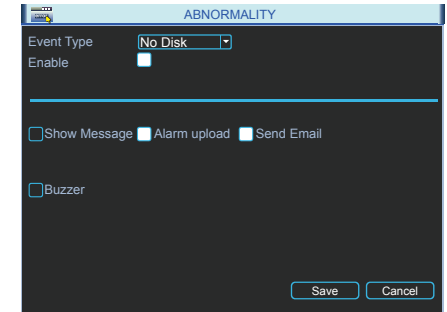 ABNORMALITY
Event Type No Disk
Enable
Show Message Alarm upload Send Email
Buzzer
Save Cancel